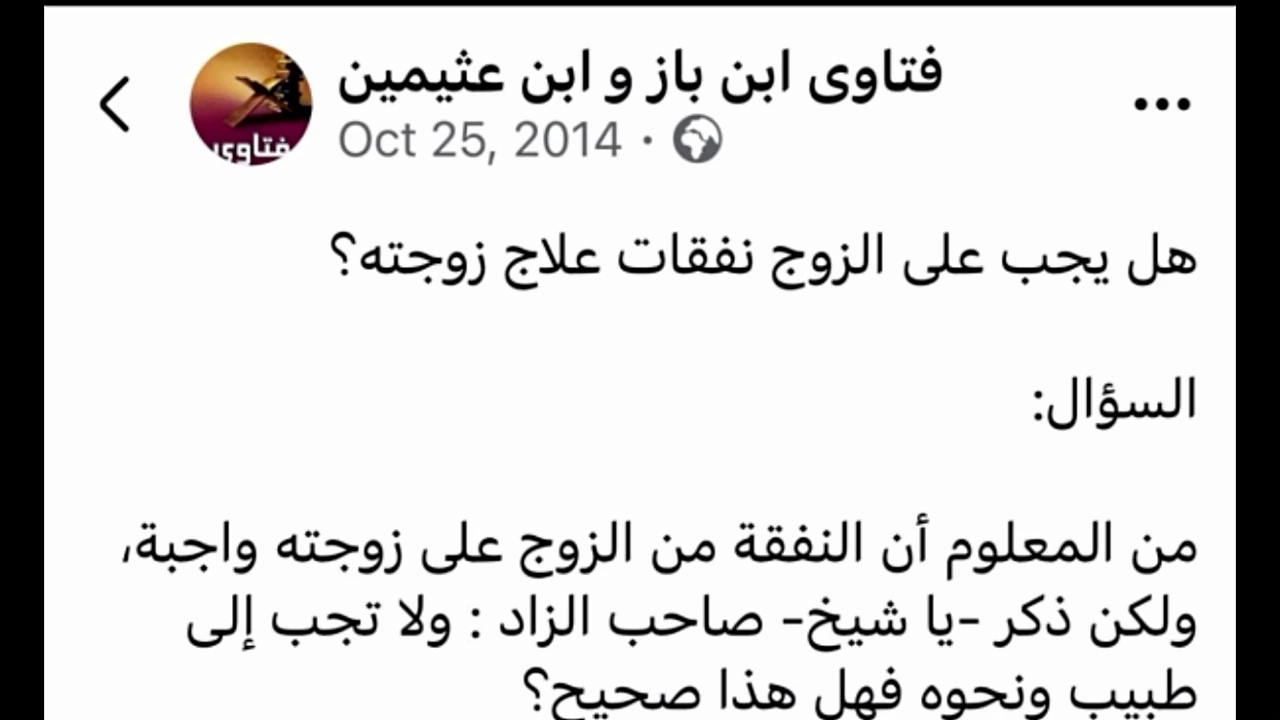 فتاوى ابن باز و ابن عثيمين
Oct 25, 2014 ·
فتاوى
هل يجب على الزوج نفقات علاج زوجته؟
السؤال:
من المعلوم أن النفقة من الزوج على زوجته واجبة،
ولكن ذكر -يا شيخ- صاحب الزاد : ولا تجب إلى
طبيب ونحوه فهل هذا صحيح؟